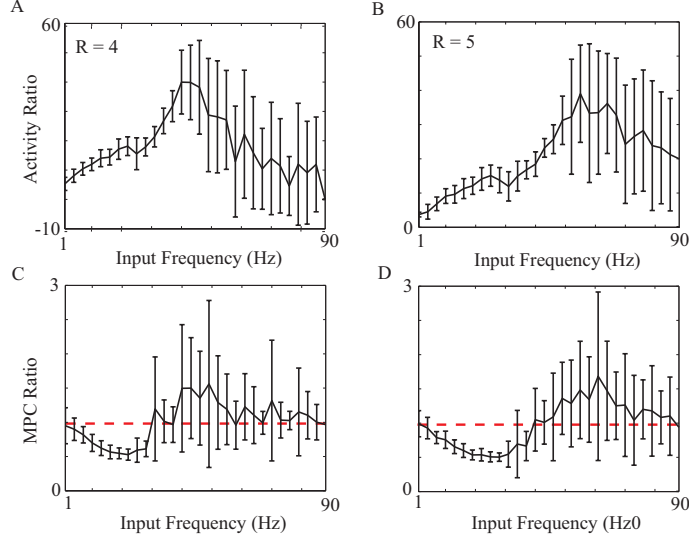 A
60
R = 4
Activity Ratio
-10
1
90
Input Frequency (Hz)
B
60
R = 5
0
1
90
Input Frequency (Hz)
C
3
MPC Ratio
0
1
90
Input Frequency (Hz)
D
3
0
1
90
Input Frequency (Hz0